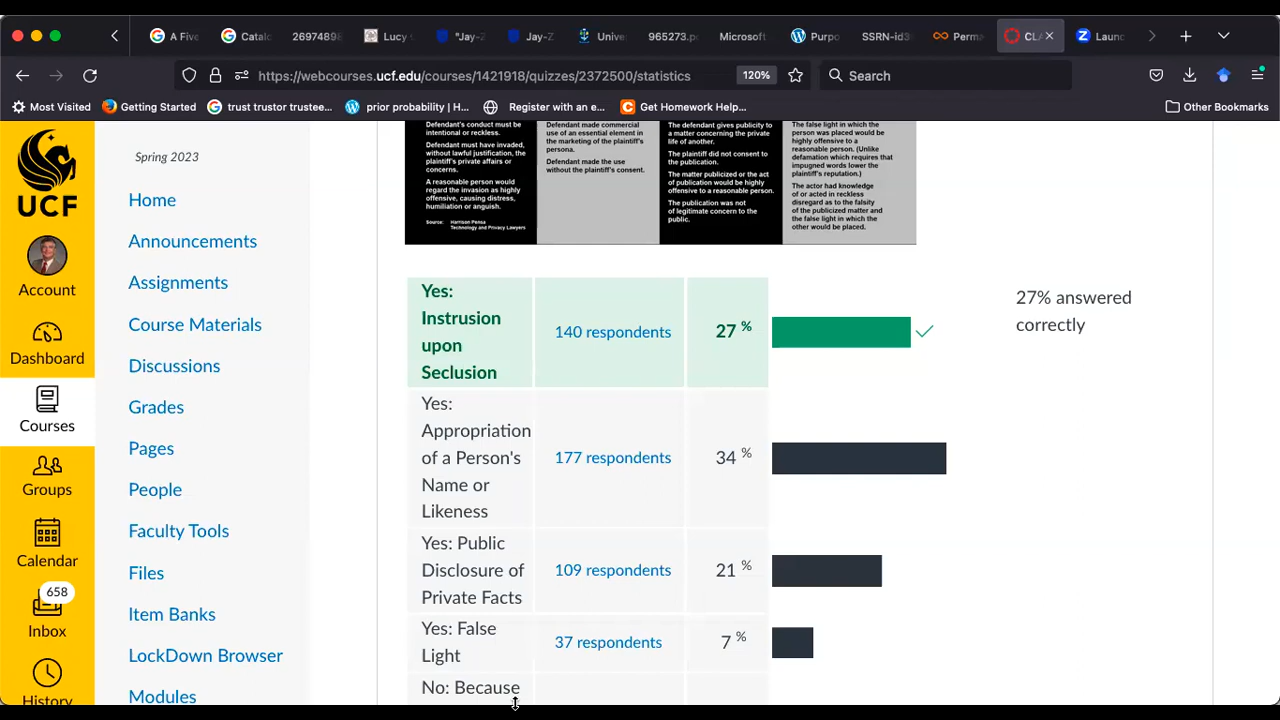 A Five
Catalo
26974898
Lucy
"Jay-Z
Jay-Z
Unive
965273.pd
Microsoft
Purpo
SSRN-id3
Perma
CLA
Launc
https://webcourses.ucf.edu/courses/1421918/quizzes/2372500/statistics
120%
Search
Most Visited
Getting Started
trust trustor trustee...
prior probability | H...
Register with an e...
Get Homework Help...
Other Bookmarks
UCF
Account
Dashboard
Courses
Groups
Calendar
658
Inbox
History
Spring 2023
Home
Announcements
Assignments
Course Materials
Discussions
Grades
Pages
People
Faculty Tools
Files
Item Banks
LockDown Browser
Modules
Defendant's conduct must be
intentional or reckless.
Defendant must have invaded,
without lawful justification, the
plaintiff's private affairs or
concerns.
A reasonable person would
regard the invasion as highly
offensive, causing distress,
humiliation or anguish.
Source: Harrison Pensa
Technology and Privacy Lawyers
Defendant made commercial
use of an essential element in
the marketing of the plaintiff's
persona.
Defendant made the use
without the plaintiff's consent.
The defendant gives publicity to
a matter concerning the private
life of another.
The plaintiff did not consent to
the publication.
The matter publicized or the act
of publication would be highly
offensive to a reasonable person.
The publication was not
of legitimate concern to the
public.
The false light in which the
person was placed would be
highly offensive to a
reasonable person. (Unlike
defamation which requires that
impugned words lower the
plaintiff's reputation.)
The actor had knowledge
of or acted in reckless
disregard as to the falsity
of the publicized matter and
the false light in which the
other would be placed.
Yes:
Instrusion
upon
Seclusion
140 respondents
27 %
27% answered
correctly
Yes:
Appropriation
of a Person's
Name or
Likeness
177 respondents
34 %
Yes: Public
Disclosure of
Private Facts
109 respondents
21 %
Yes: False
Light
37 respondents
7 %
No: Because